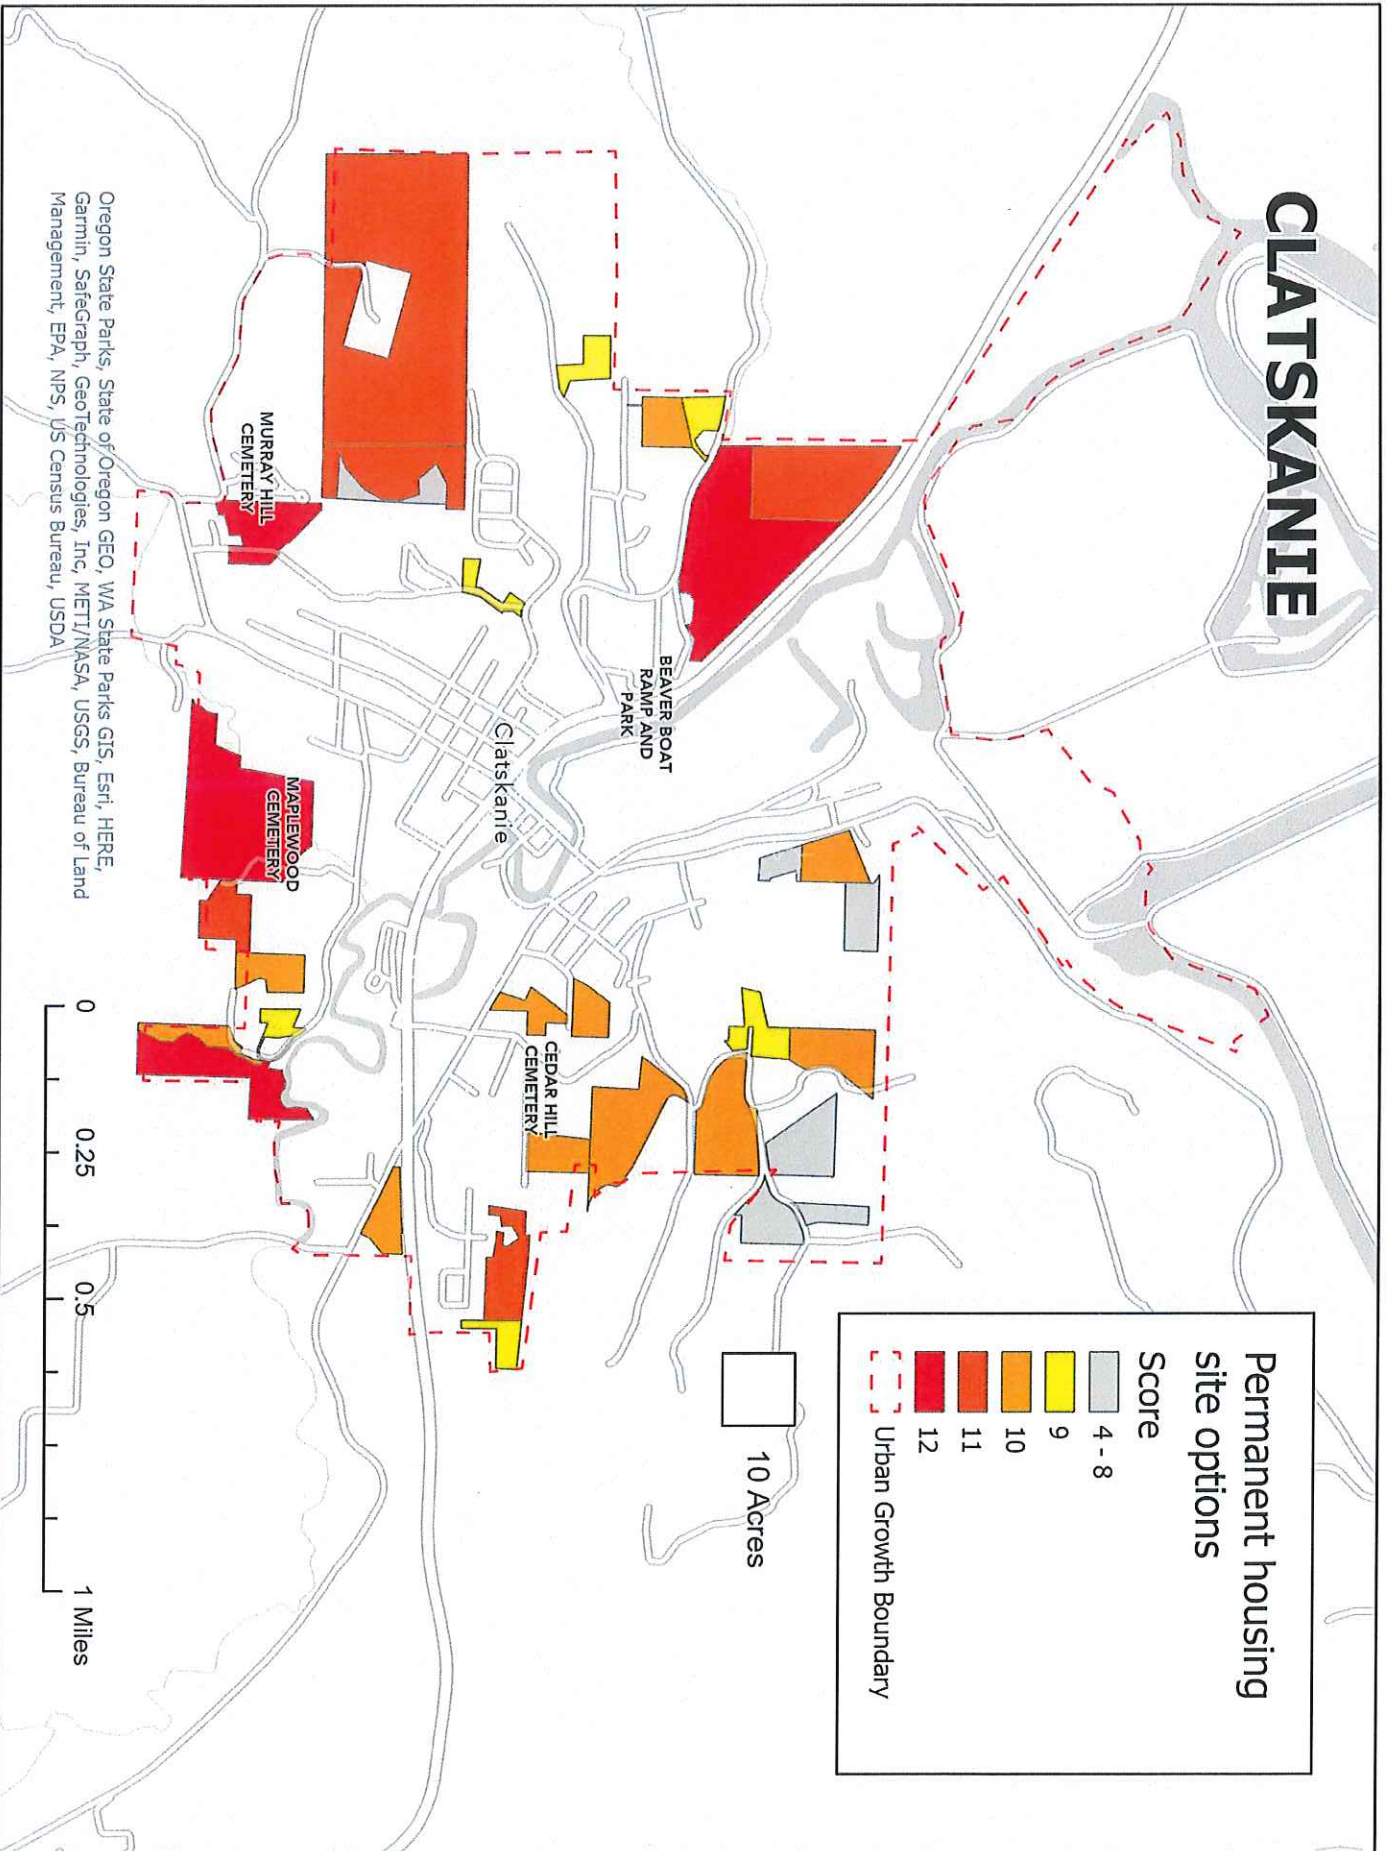 CLATSKANIE
Permanent housing
site options
Score
4 - 8
9
10
11
12
Urban Growth Boundary
10 Acres
BEAVER BOAT
RAMP AND
PARK
Clatskanie
MURRAY HILL
CEMETERY
MAPLEWOOD
CEMETERY
CEDAR HILL
CEMETERY
Oregon State Parks, State of Oregon GEO, WA State Parks GIS, Esri, HERE,
Garmin, SafeGraph, GeoTechnologies, Inc, METI/NASA, USGS, Bureau of Land
Management, EPA, NPS, US Census Bureau, USDA
0
0.25
0.5
1 Miles